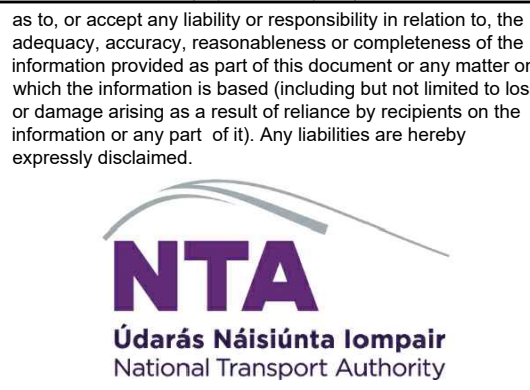 as to, or accept any liability or responsibility in relation to, the
adequacy, accuracy, reasonableness or completeness of the
information provided as part of this document or any matter on
which the information is based (including but not limited to los
or damage arising as a result of reliance by recipients on the
information or any part of it). Any liabilities are hereby
expressly disclaimed.
NTA
Údarás Náisiúnta Iompair
National Transport Authority